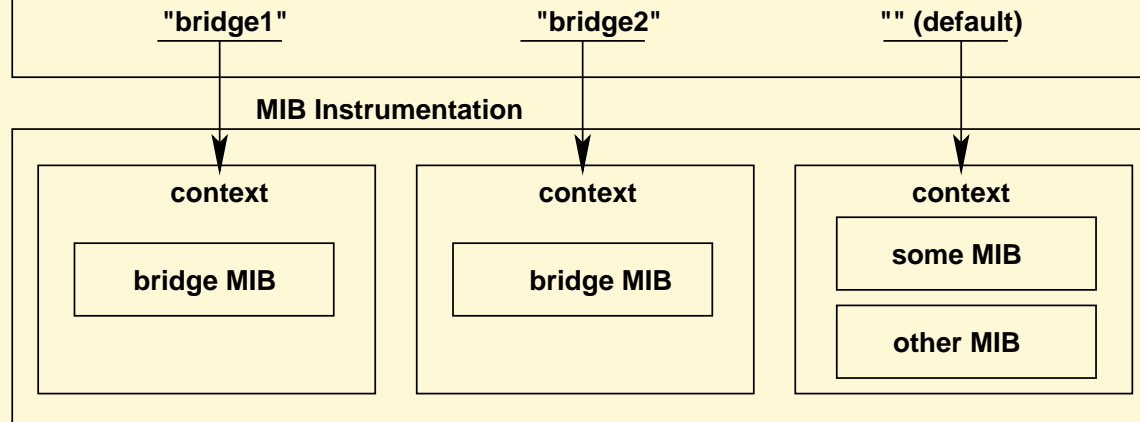 "bridge1" "bridge2" "" (default)
MIB Instrumentation
context context context
bridge MIB bridge MIB some MIB
other MIB